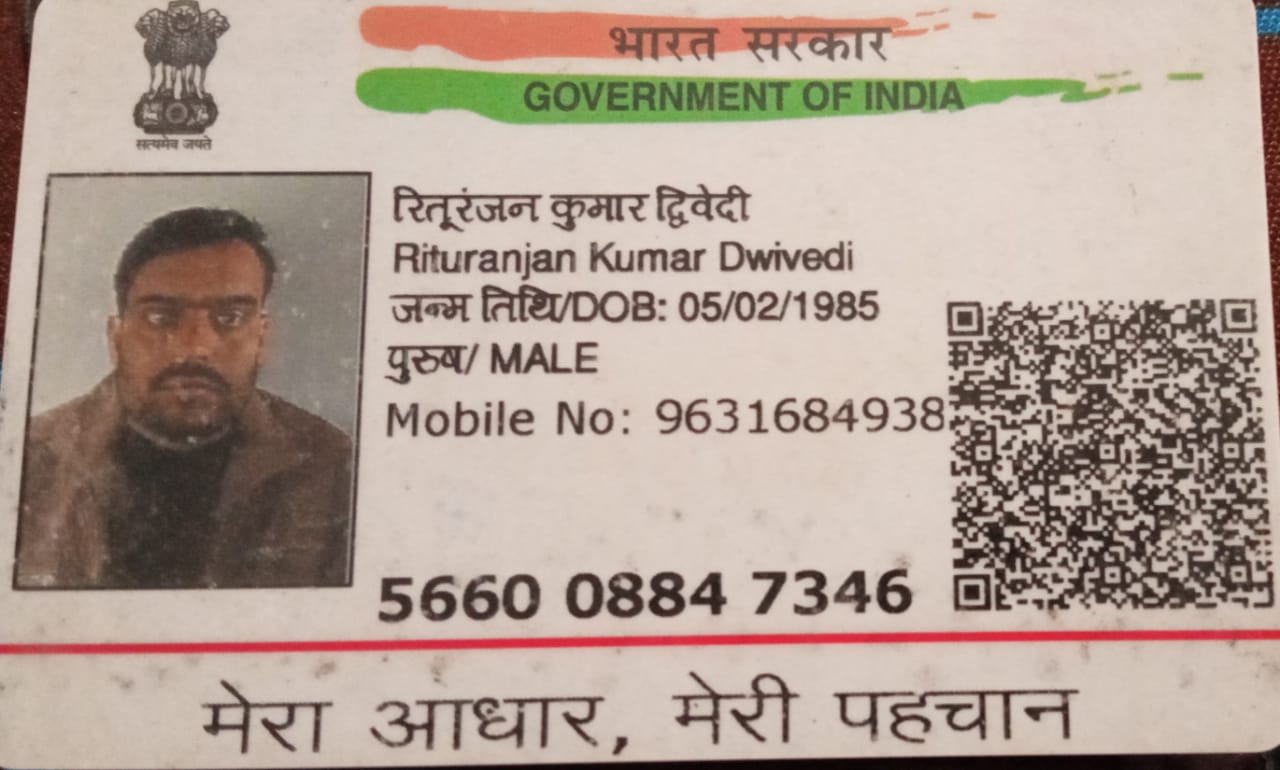 भारत सरकार
GOVERNMENT OF INDIA
सत्यमेव जयते
रितूरंजन कुमार द्विवेदी
Rituranjan Kumar Dwivedi
जन्म तिथि/DOB: 05/02/1985
पुरुष/ MALE
Mobile No: 9631684938
5660 0884 7346
मेरा आधार, मेरी पहचान